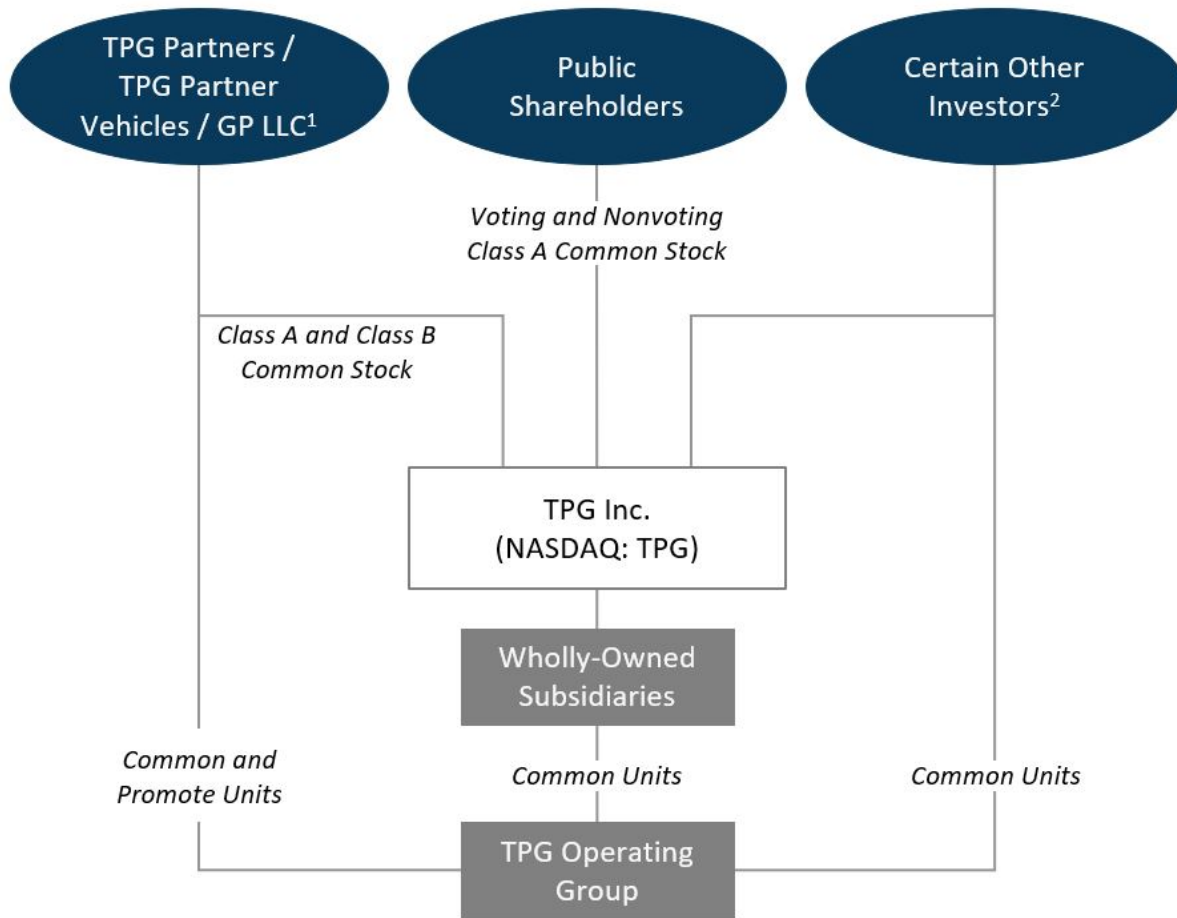 TPG Partners /
TPG Partner
Vehicles / GP LLC1
Public
Shareholders
Certain Other
Investors2
Voting and Nonvoting
Class A Common Stock
Class A and Class B
Common Stock
TPG Inc.
(NASDAQ: TPG)
Wholly-Owned
Subsidiaries
Common and
Promote Units
Common Units
Common Units
TPG Operating
Group